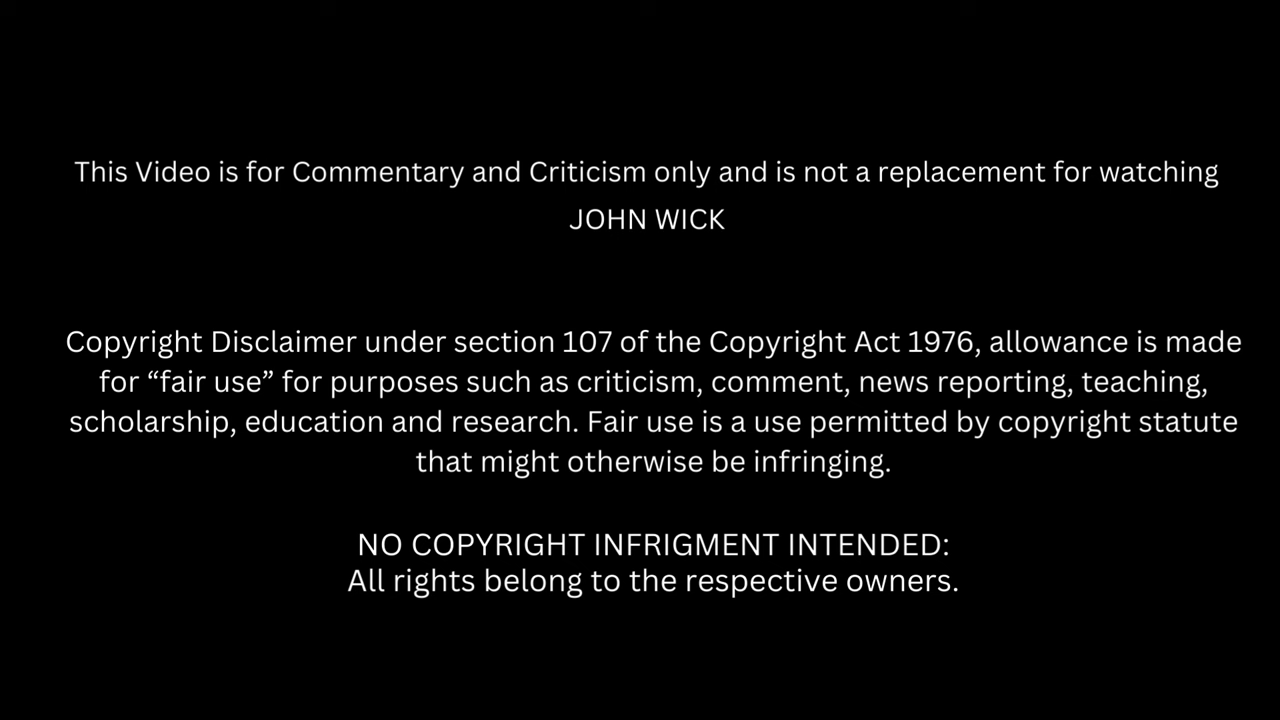 This Video is for Commentary and Criticism only and is not a replacement for watching
JOHN WICK
Copyright Disclaimer under section 107 of the Copyright Act 1976, allowance is made
for “fair use” for purposes such as criticism, comment, news reporting, teaching,
scholarship, education and research. Fair use is a use permitted by copyright statute
that might otherwise be infringing.
NO COPYRIGHT INFRIGMENT INTENDED:
All rights belong to the respective owners.